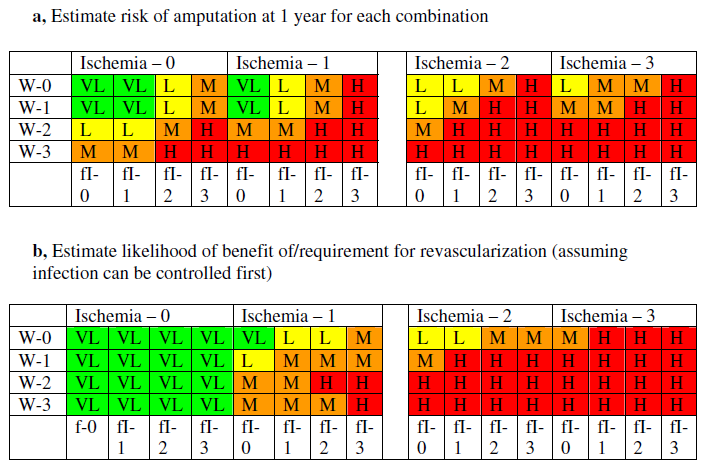 a, Estimate risk of amputation at 1 year for each combination
Ischemia – 0 Ischemia – 1 Ischemia – 2 Ischemia – 3
W-0 VL VL L M VL L M H L L M H L M M H
W-1 VL VL L M VL L M H L M H H M M H H
W-2 L L M H M M H H M H H H H H H H
W-3 M M H H H H H H H H H H H H H H
fI- fI- fI- fI- fI- fI- fI- fI- fI- fI- fI- fI- fI- fI- fI- fI-
0 1 2 3 0 1 2 3 0 1 2 3 0 1 2 3
b, Estimate likelihood of benefit of/requirement for revascularization (assuming
infection can be controlled first)
Ischemia – 0 Ischemia – 1 Ischemia – 2 Ischemia – 3
W-0 VL VL VL VL VL L L M L L M M M H H H
W-1 VL VL VL VL L M M M M H H H H H H H
W-2 VL VL VL VL M M H H H H H H H H H H
W-3 VL VL VL VL M M M H H H H H H H H H
f-0 fI- fI- fI- fI- fI- fI- fI- fI- fI- fI- fI- fI- fI- fI- fI-
1 2 3 0 1 2 3 0 1 2 3 0 1 2 3